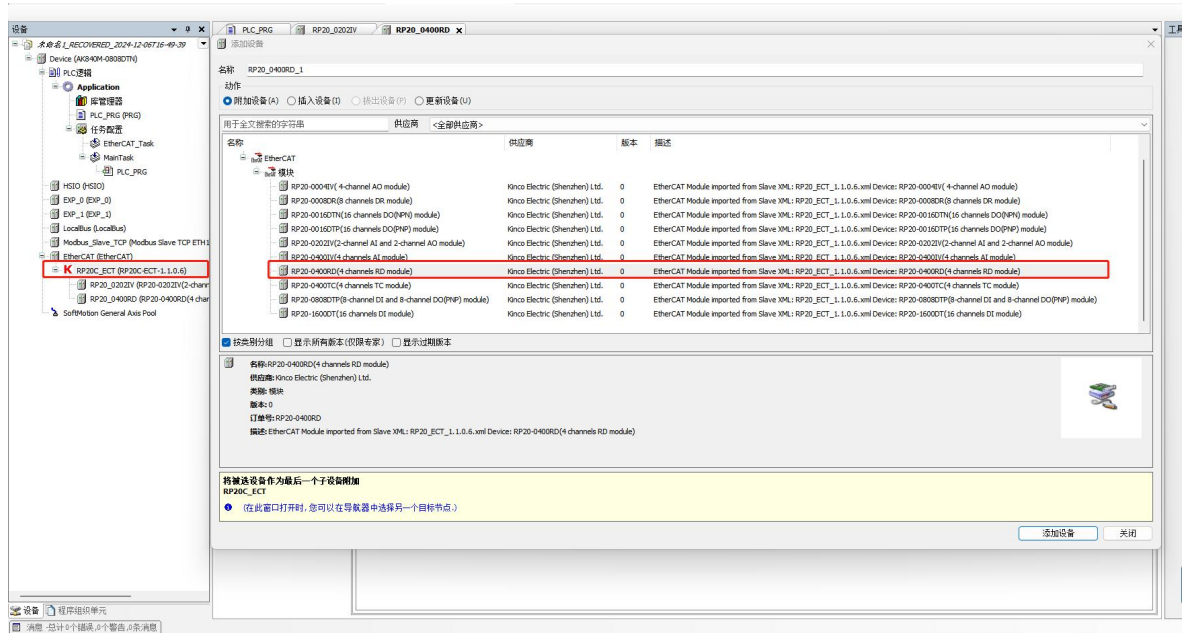 设备
PLC_PRG
RP20_0202IV
RP20_0400RD
工具
未命名1_RECOVERED_2024-12-06T16-49-39
Device (AK840M-0808DTN)
PLC逻辑
Application
库管理器
PLC_PRG (PRG)
任务配置
EtherCAT_Task
MainTask
PLC_PRG
HSIO (HSIO)
EXP_0 (EXP_0)
EXP_1 (EXP_1)
LocalBus (LocalBus)
Modbus_Slave_TCP (Modbus Slave TCP ETH1
EtherCAT (EtherCAT)
K RP20C_ECT (RP20C-ECT-1.1.0.6)
RP20_0202IV (RP20-0202IV(2-chann
RP20_0400RD (RP20-0400RD(4 char
SoftMotion General Axis Pool
添加设备
名称 RP20_0400RD_1
动作
附加设备(A) 插入设备(I) 拔出设备(P) 更新设备(U)
用于全文搜索的字符串 供应商 <全部供应商>
名称 供应商 版本 描述
EtherCAT
模块
RP20-0004IV( 4-channel AO module) Kinco Electric (Shenzhen) Ltd. 0 EtherCAT Module imported from Slave XML: RP20_ECT_1.1.0.6.xml Device: RP20-0004IV( 4-channel AO module)
RP20-0008DR(8 channels DR module) Kinco Electric (Shenzhen) Ltd. 0 EtherCAT Module imported from Slave XML: RP20_ECT_1.1.0.6.xml Device: RP20-0008DR(8 channels DR module)
RP20-0016DTN(16 channels DO(NPN) module) Kinco Electric (Shenzhen) Ltd. 0 EtherCAT Module imported from Slave XML: RP20_ECT_1.1.0.6.xml Device: RP20-0016DTN(16 channels DO(NPN) module)
RP20-0016DTP(16 channels DO(PNP) module) Kinco Electric (Shenzhen) Ltd. 0 EtherCAT Module imported from Slave XML: RP20_ECT_1.1.0.6.xml Device: RP20-0016DTP(16 channels DO(PNP) module)
RP20-0202IV(2-channel AI and 2-channel AO module) Kinco Electric (Shenzhen) Ltd. 0 EtherCAT Module imported from Slave XML: RP20_ECT_1.1.0.6.xml Device: RP20-0202IV(2-channel AI and 2-channel AO module)
RP20-0400IV(4 channels AI module) Kinco Electric (Shenzhen) Ltd. 0 EtherCAT Module imported from Slave XML: RP20_ECT_1.1.0.6.xml Device: RP20-0400IV(4 channels AI module)
RP20-0400RD(4 channels RD module) Kinco Electric (Shenzhen) Ltd. 0 EtherCAT Module imported from Slave XML: RP20_ECT_1.1.0.6.xml Device: RP20-0400RD(4 channels RD module)
RP20-0400TC(4 channels TC module) Kinco Electric (Shenzhen) Ltd. 0 EtherCAT Module imported from Slave XML: RP20_ECT_1.1.0.6.xml Device: RP20-0400TC(4 channels TC module)
RP20-0808DTP(8-channel DI and 8-channel DO(PNP) module) Kinco Electric (Shenzhen) Ltd. 0 EtherCAT Module imported from Slave XML: RP20_ECT_1.1.0.6.xml Device: RP20-0808DTP(8-channel DI and 8-channel DO(PNP) module)
RP20-1600DT(16 channels DI module) Kinco Electric (Shenzhen) Ltd. 0 EtherCAT Module imported from Slave XML: RP20_ECT_1.1.0.6.xml Device: RP20-1600DT(16 channels DI module)
按类别分组 显示所有版本(仅限专家) 显示过期版本
名称:RP20-0400RD(4 channels RD module)
供应商: Kinco Electric (Shenzhen) Ltd.
类别: 模块
版本: 0
订单号: RP20-0400RD
描述: EtherCAT Module imported from Slave XML: RP20_ECT_1.1.0.6.xml Device: RP20-0400RD(4 channels RD module)
将被选设备作为最后一个子设备附加
RP20C_ECT
(在此窗口打开时,您可以在导航器中选择另一个目标节点.)
添加设备 关闭
设备 程序组织单元
消息 -总计0个错误,0个警告,0条消息